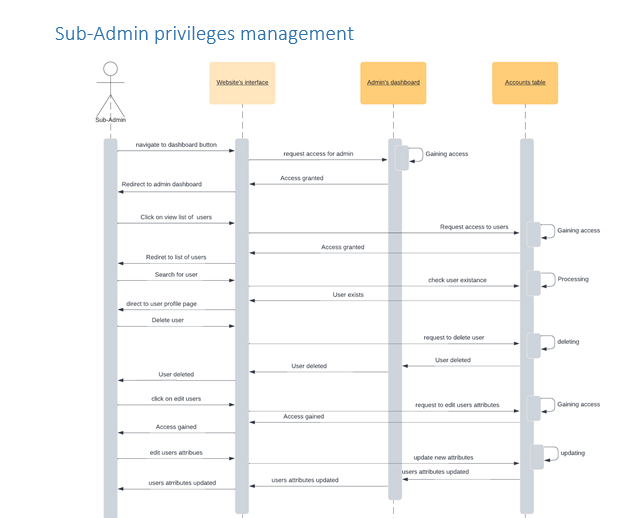 Sub-Admin privileges management
Website's interface
Admin's dashboard
Accounts table
Sub-Admin
navigate to dashboard button
request access for admin
Gaining access
Access granted
Redirect to admin dashboard
Click on view list of users
Request access to users
Gaining access
Access granted
Rediret to list of users
Search for user
check user existance
Processing
User exists
direct to user profile page
Delete user
request to delete user
deleting
User deleted
User deleted
User deleted
click on edit users
request to edit users attributes
Gaining access
Access gained
Access gained
edit users attribues
update new attributes
updating
users atributes updated
users attributes updated
users atrributes updated